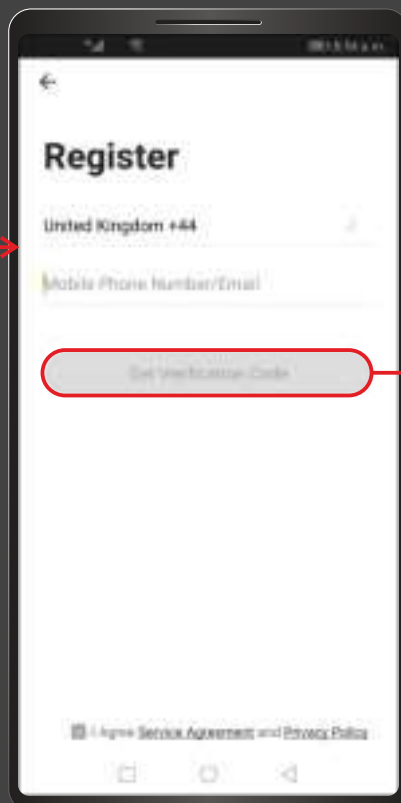 Register
United Kingdom +44
Mobile Phone Number/Email
Get Verification Code
I Agree Service Agreement and Privacy Policy